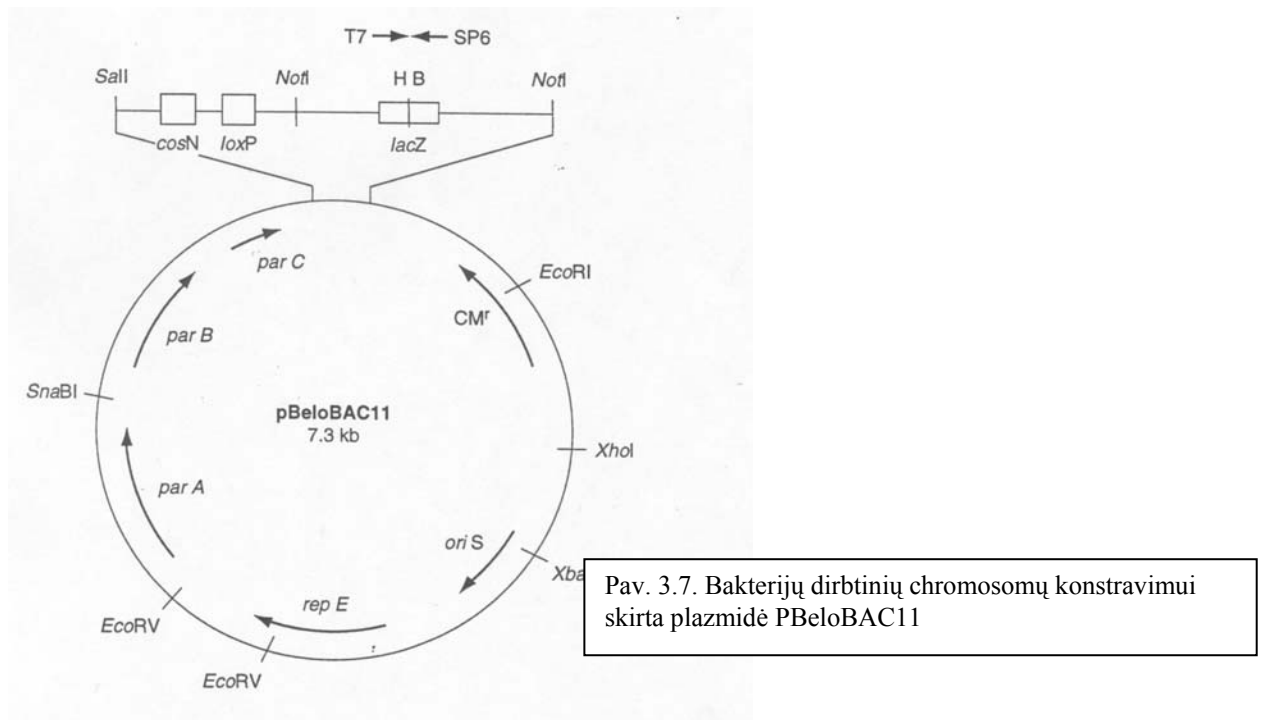 T7 SP6
SalI NotI H B NotI
cosN loxP lacZ
par C
EcoRI
CMr
par B
SnaBI
pBeloBAC11
7.3 kb
XhoI
par A
ori S
Xba
rep E
EcoRV
EcoRV
Pav. 3.7. Bakterijų dirbtinių chromosomų konstravimui
skirta plazmidė PBeloBAC11